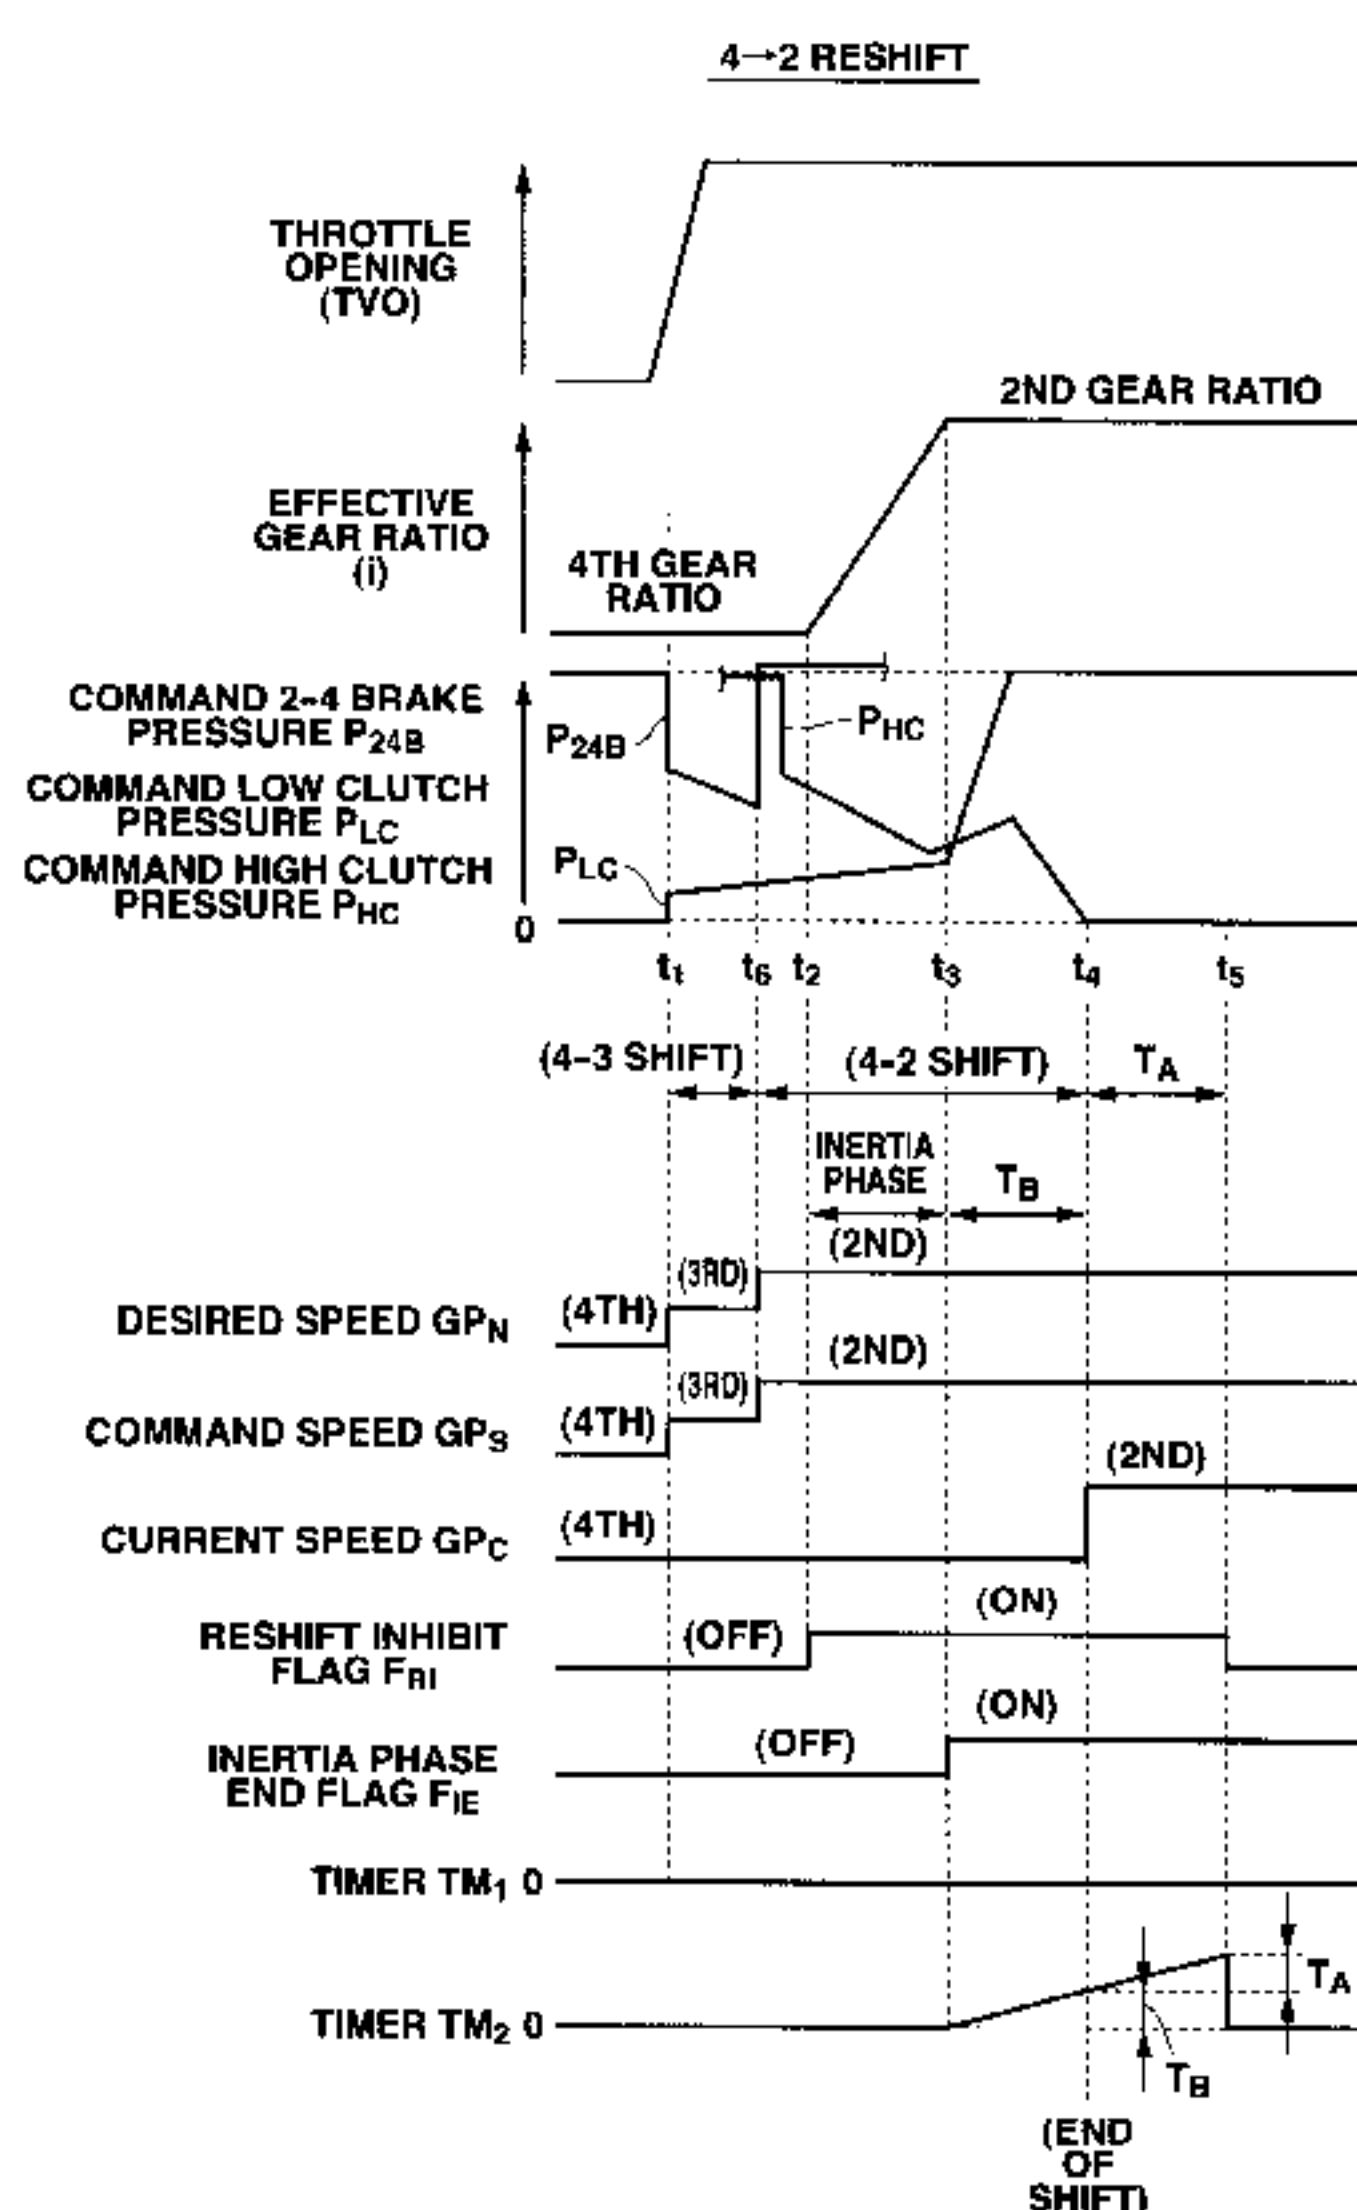 4→2 RESHIFT
THROTTLE
OPENING
(TVO)
2ND GEAR RATIO
EFFECTIVE
GEAR RATIO
(i)
4TH GEAR
RATIO
COMMAND 2-4 BRAKE
PRESSURE P24B
P24B
PHC
COMMAND LOW CLUTCH
PRESSURE PLC
PLC
COMMAND HIGH CLUTCH
PRESSURE PHC
0
t1 t6 t2 t3 t4 t5
(4-3 SHIFT) (4-2 SHIFT) TA
INERTIA
PHASE
TB
(2ND)
(3RD)
(4TH)
DESIRED SPEED GPN
(2ND)
(3RD)
(4TH)
COMMAND SPEED GPS
(2ND)
(4TH)
CURRENT SPEED GPC
(ON)
(OFF)
RESHIFT INHIBIT
FLAG FRI
(ON)
(OFF)
INERTIA PHASE
END FLAG FIE
TIMER TM1 0
TA
TIMER TM2 0
TB
(END
OF
SHIFT)